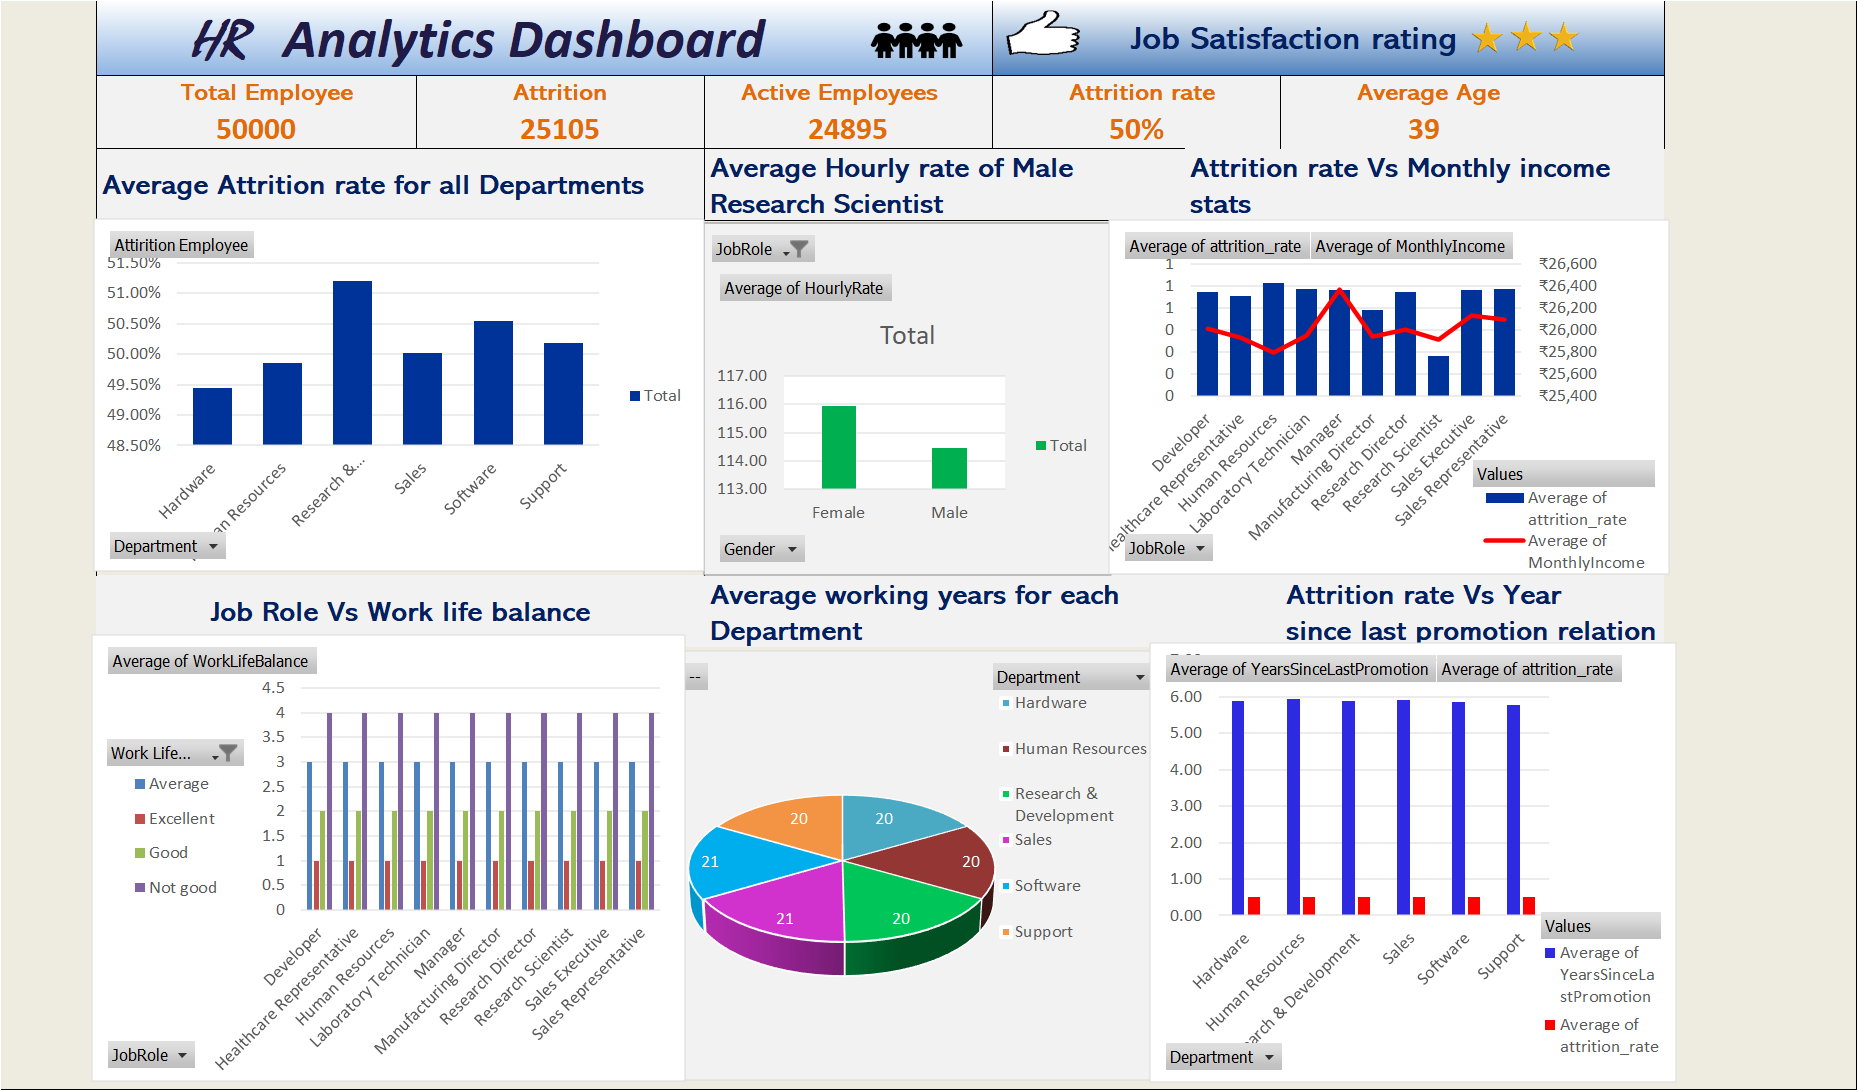 HR Analytics Dashboard
Job Satisfaction rating
Total Employee
50000
Attrition
25105
Active Employees
24895
Attrition rate
50%
Average Age
39
Average Attrition rate for all Departments
Attirition Employee
51.50%
51.00%
50.50%
50.00%
49.50%
49.00%
48.50%
Hardware
Resources
Research &...
Sales
Software
Support
Total
Department
Average Hourly rate of Male
Research Scientist
JobRole
Average of HourlyRate
Total
117.00
116.00
115.00
114.00
113.00
Female
Male
Total
Gender
Attrition rate Vs Monthly income
stats
Average of attrition_rate
Average of MonthlyIncome
1
1
1
0
0
0
0
₹26,600
₹26,400
₹26,200
₹26,000
₹25,800
₹25,600
₹25,400
Developer
ealthcare Representative
Human Resources
Laboratory Technician
Manager
Manufacturing Director
Research Director
Research Scientist
Sales Executive
Sales Representative
Values
Average of
attrition_rate
Average of
MonthlyIncome
JobRole
Job Role Vs Work life balance
Average of WorkLifeBalance
Work Life...
Average
Excellent
Good
Not good
4.5
4
3.5
3
2.5
2
1.5
1
0.5
0
Developer
Healthcare Representative
Human Resources
Laboratory Technician
Manager
Manufacturing Director
Research Director
Research Scientist
Sales Executive
Sales Representative
JobRole
Average working years for each
Department
--
Department
Hardware
Human Resources
Research &
Development
Sales
Software
Support
20
20
20
21
21
20
Attrition rate Vs Year
since last promotion relation
Average of YearsSinceLastPromotion
Average of attrition_rate
6.00
5.00
4.00
3.00
2.00
1.00
0.00
Hardware
Human Resources
arch & Development
Sales
Software
Support
Values
Average of
YearsSinceLa
stPromotion
Average of
attrition_rate
Department